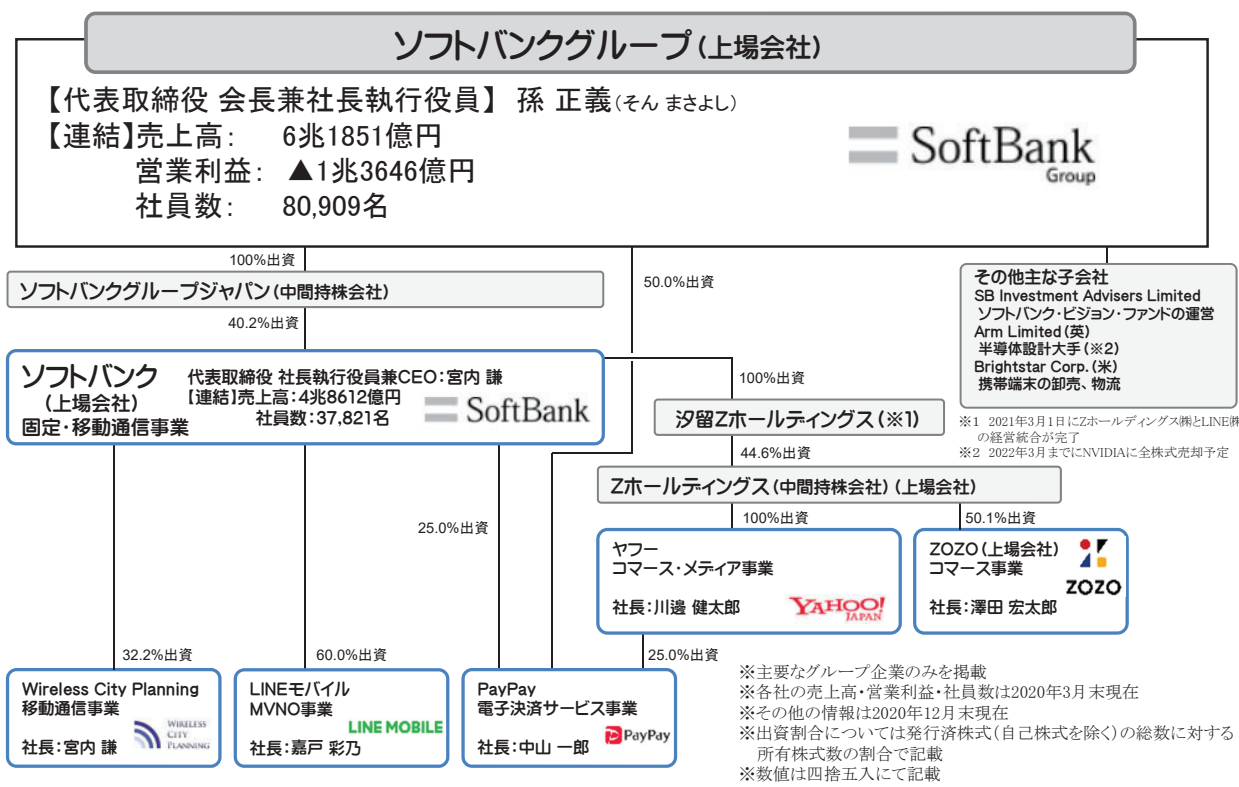 ソフトバンクグループ(上場会社)
【代表取締役 会長兼社長執行役員】 孫 正義(そん まさよし)
【連結】売上高: 6兆1851億円
営業利益: ▲1兆3646億円
社員数: 80,909名
SoftBank
Group
100%出資
ソフトバンクグループジャパン(中間持株会社)
40.2%出資
50.0%出資
その他主な子会社
SB Investment Advisers Limited
ソフトバンク・ビジョン・ファンドの運営
Arm Limited(英)
半導体設計大手(※2)
Brightstar Corp.(米)
携帯端末の卸売、物流
※1 2021年3月1日にZホールディングス㈱とLINE㈱
の経営統合が完了
※2 2022年3月までにNVIDIAに全株式売却予定
ソフトバンク
(上場会社)
固定・移動通信事業
代表取締役 社長執行役員兼CEO:宮内 謙
【連結】売上高:4兆8612億円
社員数:37,821名
SoftBank
100%出資
汐留Zホールディングス(※1)
44.6%出資
Zホールディングス(中間持株会社)(上場会社)
25.0%出資
100%出資
50.1%出資
ヤフー
コマース・メディア事業
社長:川邊 健太郎
YAHOO!
JAPAN
ZOZO(上場会社)
コマース事業
社長:澤田 宏太郎
ZOZO
32.2%出資
60.0%出資
25.0%出資
Wireless City Planning
移動通信事業
社長:宮内 謙
WIRELESS
CITY
PLANNING
LINEモバイル
MVNO事業
LINE MOBILE
社長:嘉戸 彩乃
PayPay
電子決済サービス事業
社長:中山 一郎
PayPay
※主要なグループ企業のみを掲載
※各社の売上高・営業利益・社員数は2020年3月末現在
※その他の情報は2020年12月末現在
※出資割合については発行済株式(自己株式を除く)の総数に対する
所有株式数の割合で記載
※数値は四捨五入にて記載